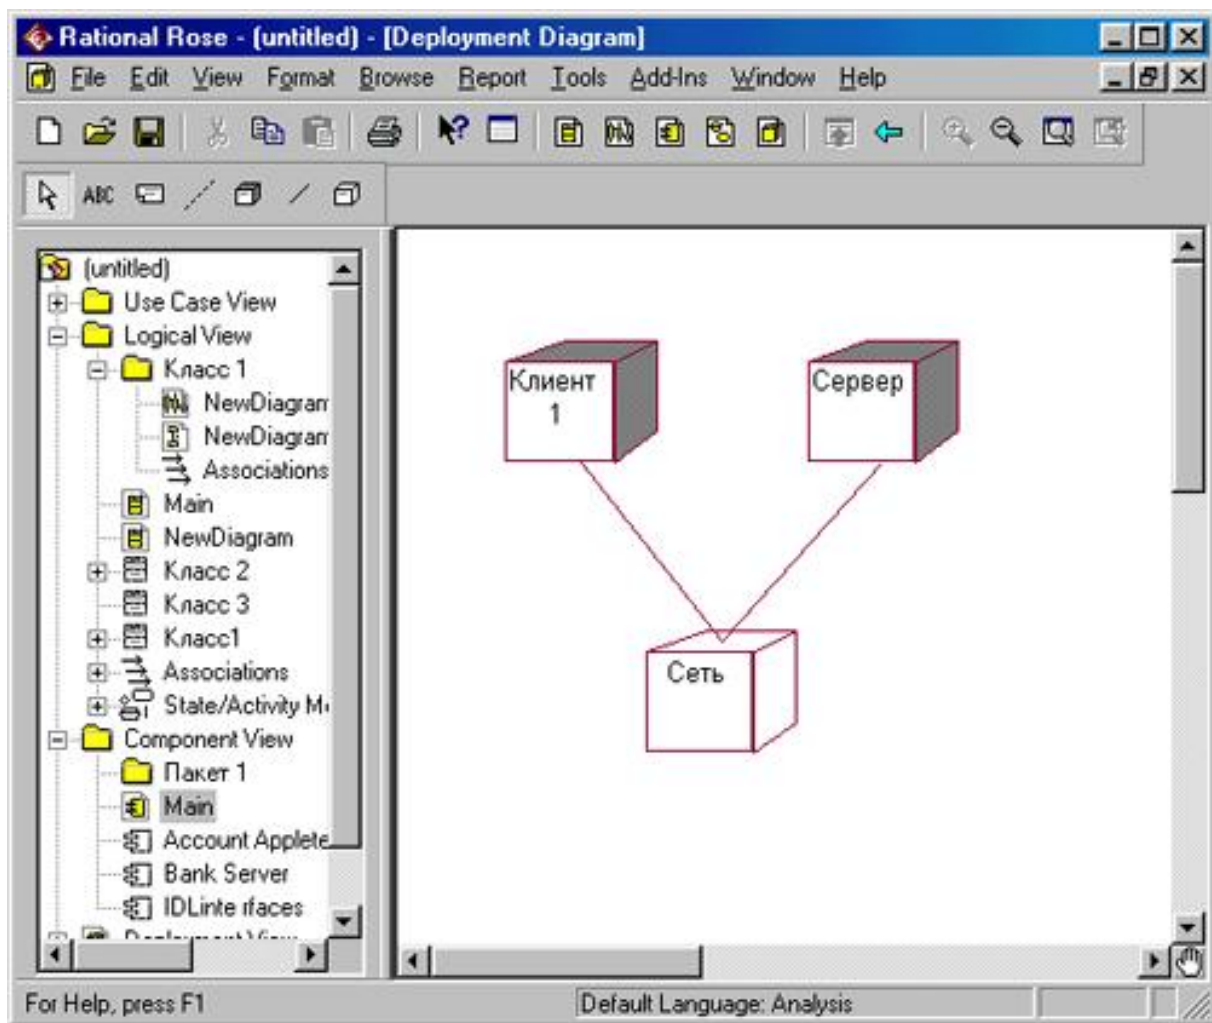 Rational Rose - (untitled) - [Deployment Diagram]
File Edit View Format Browse Report Tools Add-Ins Window Help
ABC
(untitled)
Use Case View
Logical View
Класс 1
NewDiagram
NewDiagram
Associations
Main
NewDiagram
Класс 2
Класс 3
Класс1
Associations
State/Activity M
Component View
Пакет 1
Main
Account Applete
Bank Server
IDLinte rfaces
Deployment View
Клиент
1
Сервер
Сеть
For Help, press F1
Default Language: Analysis